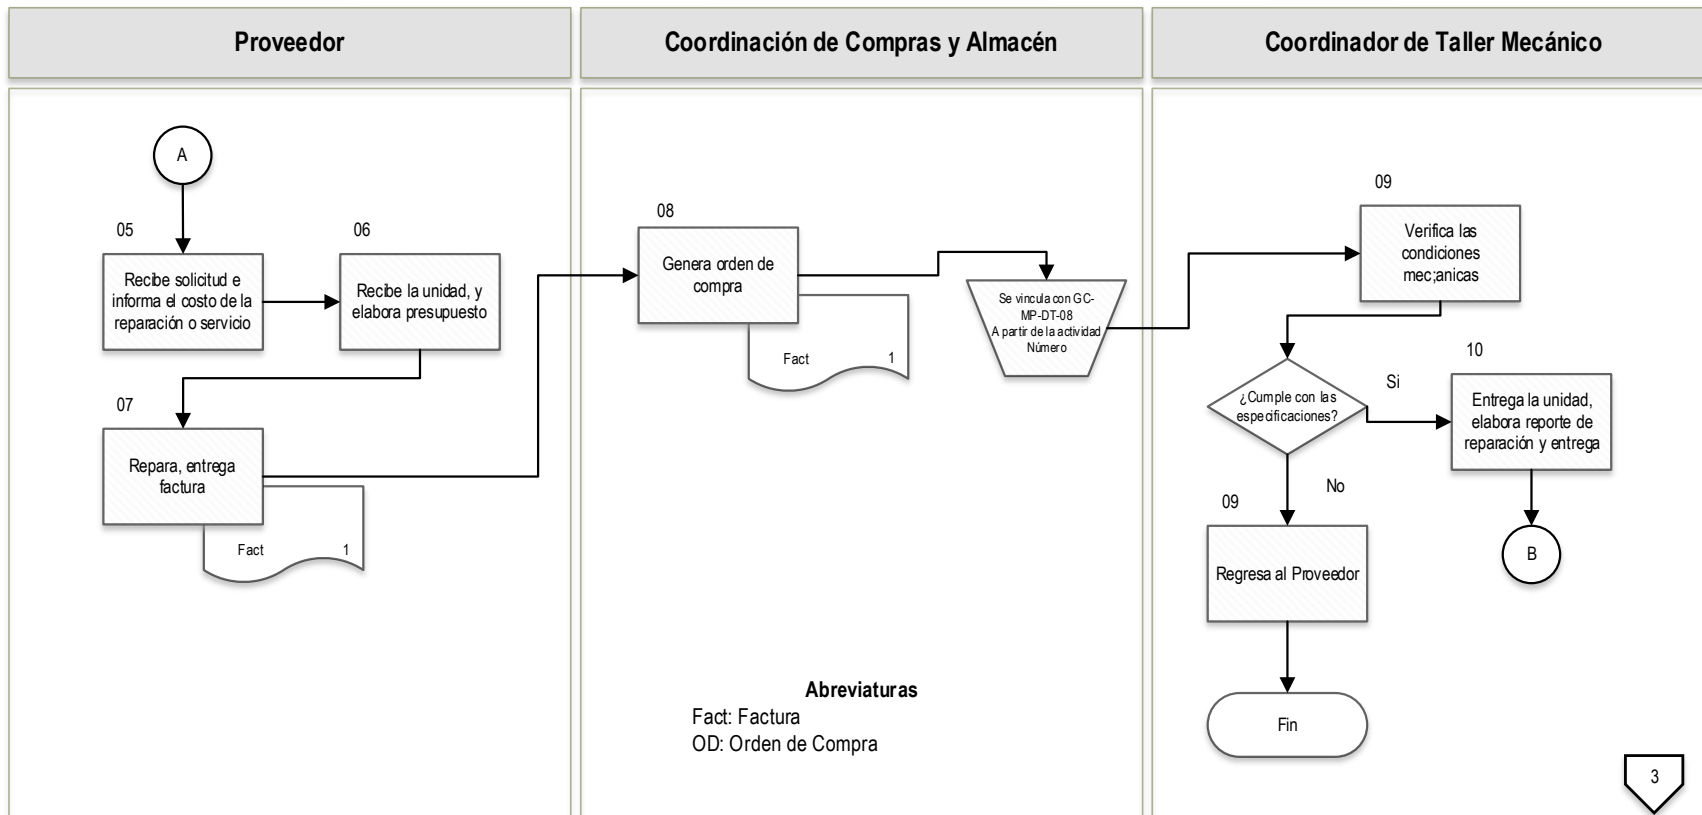 Proveedor
Coordinación de Compras y Almacén
Coordinador de Taller Mecánico
A
05
Recibe solicitud e
informa el costo de la
reparación o servicio
06
Recibe la unidad, y
elabora presupuesto
07
Repara, entrega
factura
Fact 1
08
Genera orden de
compra
Fact 1
Se vincula con GC-
MP-DT-08
A partir de la actividad
Número
Abreviaturas
Fact: Factura
OD: Orden de Compra
09
Verifica las
condiciones
mec;anicas
¿Cumple con las
especificaciones?
Si
10
Entrega la unidad,
elabora reporte de
reparación y entrega
B
No
09
Regresa al Proveedor
Fin
3